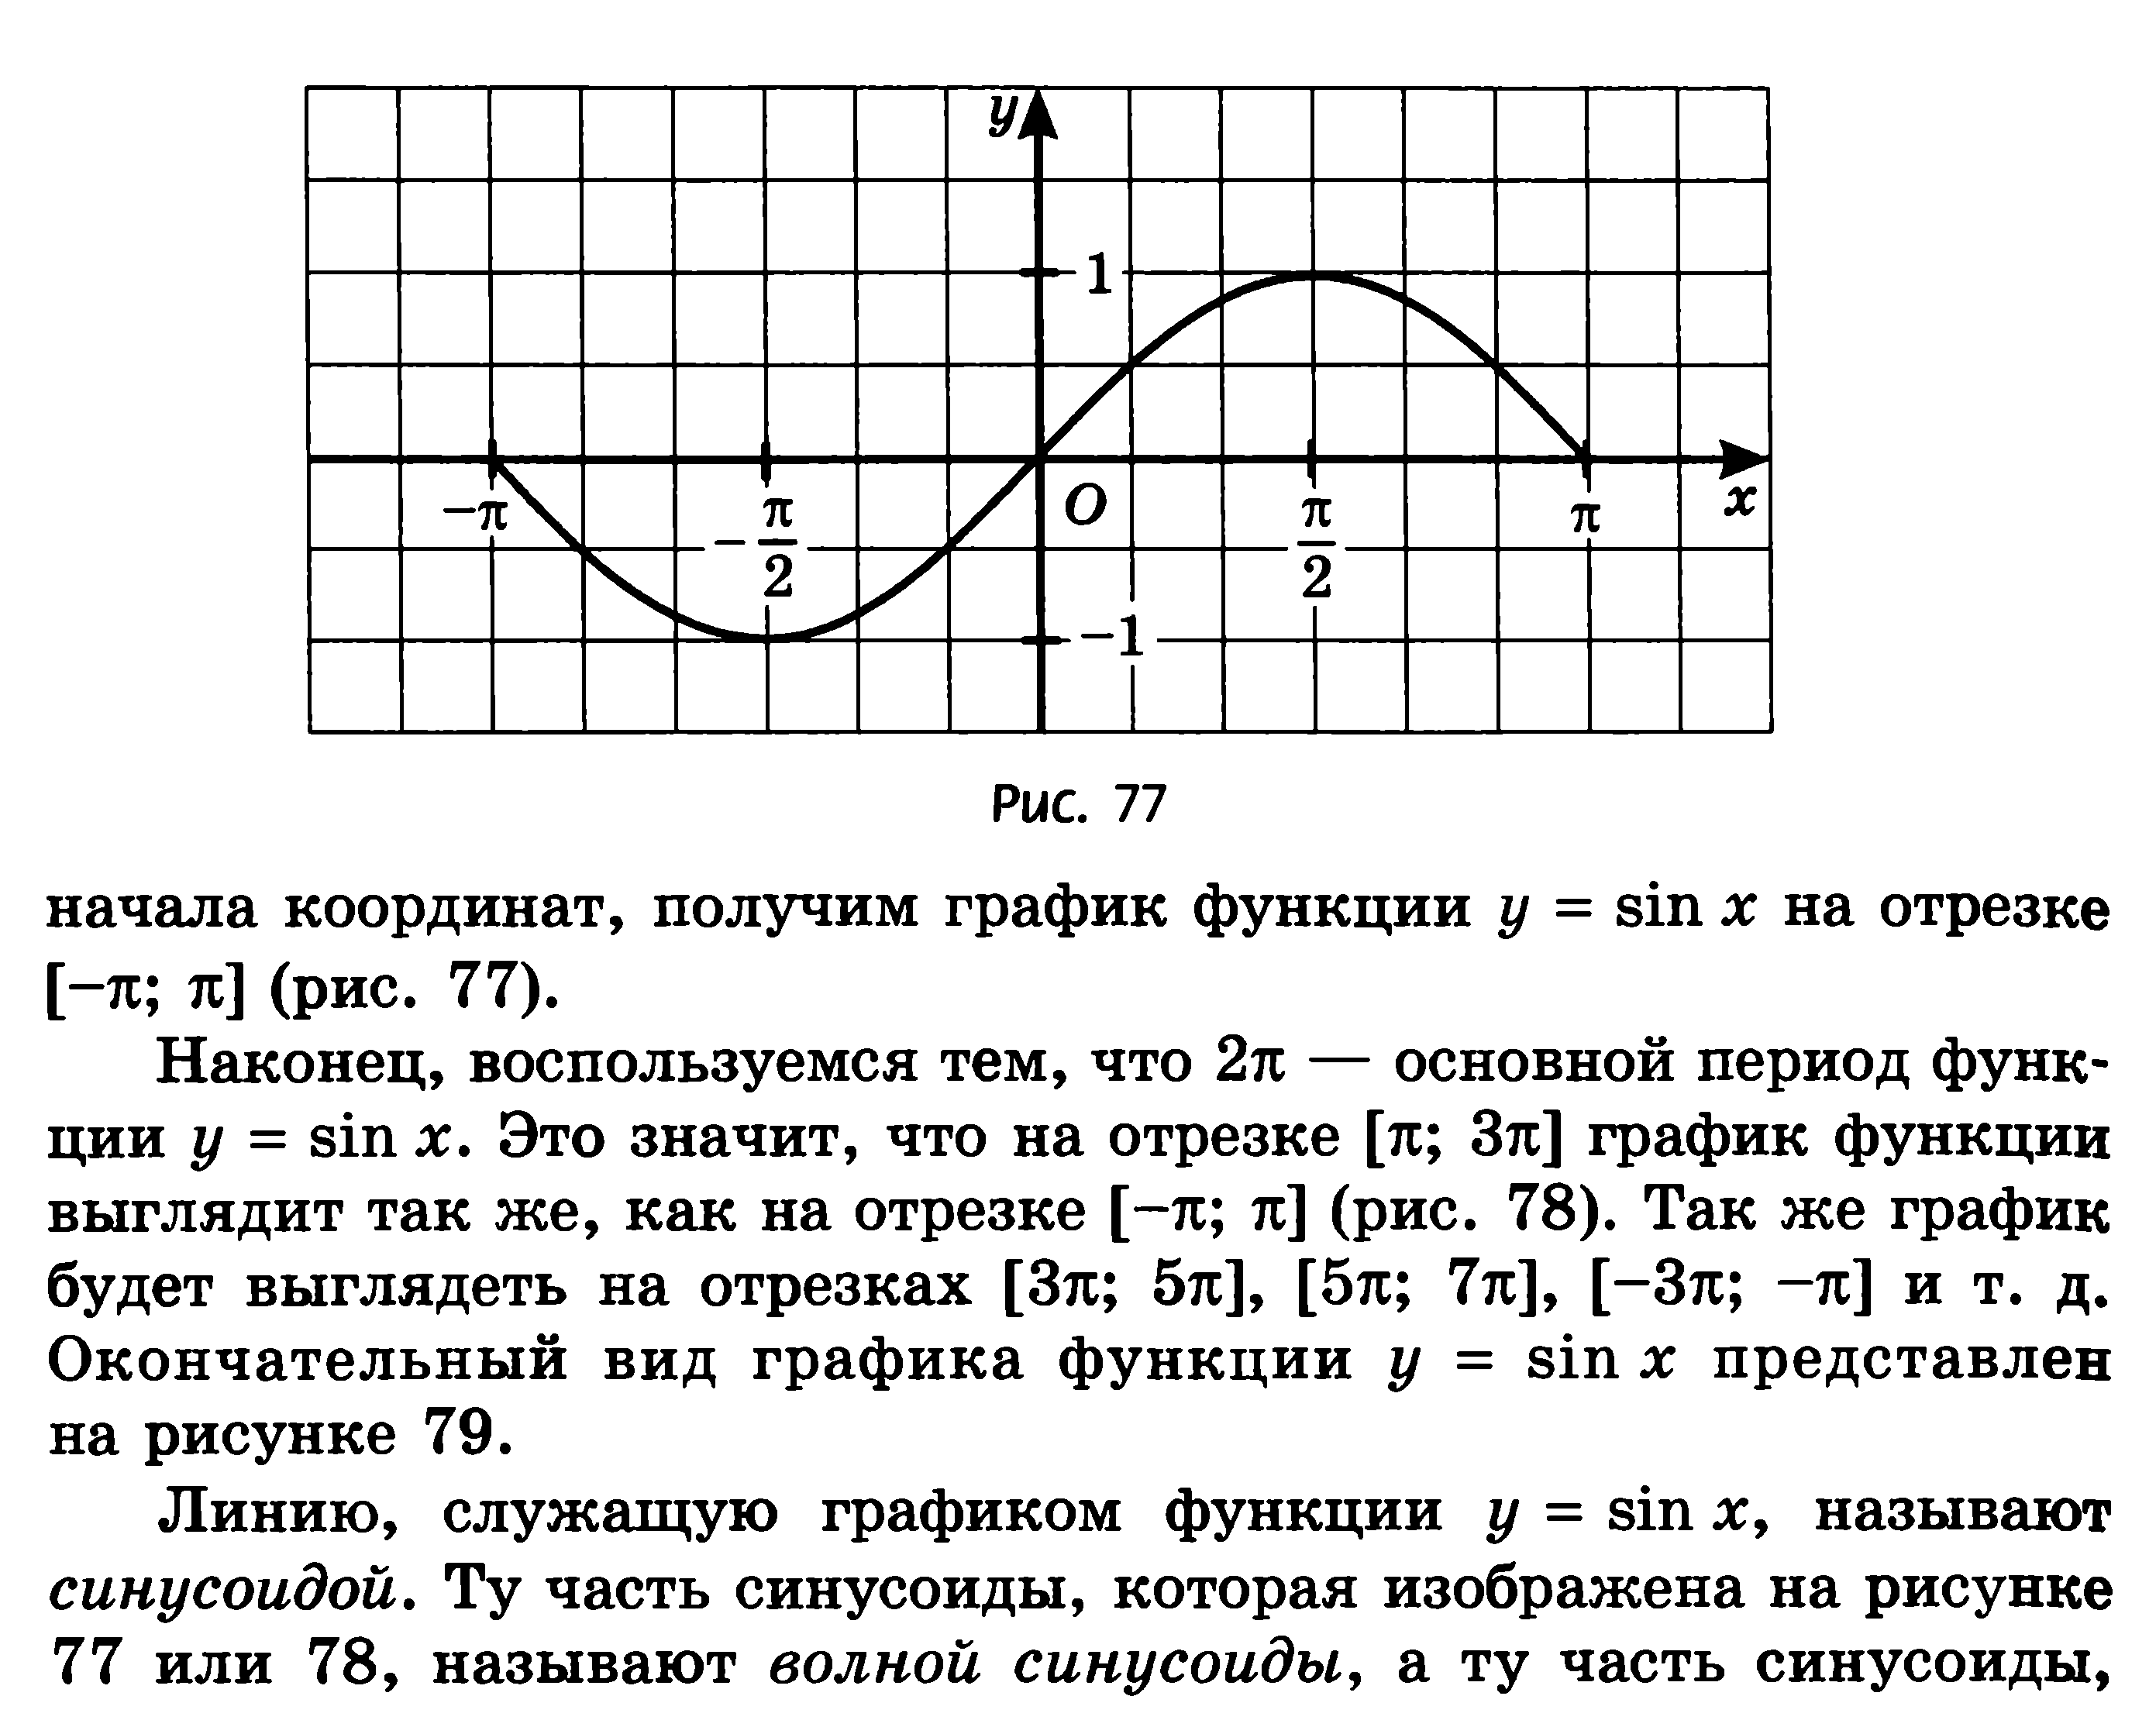 y
1
-π
-π/2
O
π/2
π
x
-1
Рис. 77
начала координат, получим график функции y = sin x на отрезке
[-π; π] (рис. 77).
Наконец, воспользуемся тем, что 2π — основной период функ-
ции y = sin x. Это значит, что на отрезке [π; 3π] график функции
выглядит так же, как на отрезке [-π; π] (рис. 78). Так же график
будет выглядеть на отрезках [3π; 5π], [5π; 7π], [-3π; -π] и т. д.
Окончательный вид графика функции y = sin x представлен
на рисунке 79.
Линию, служащую графиком функции y = sin x, называют
синусоидой. Ту часть синусоиды, которая изображена на рисунке
77 или 78, называют волной синусоиды, а ту часть синусоиды,